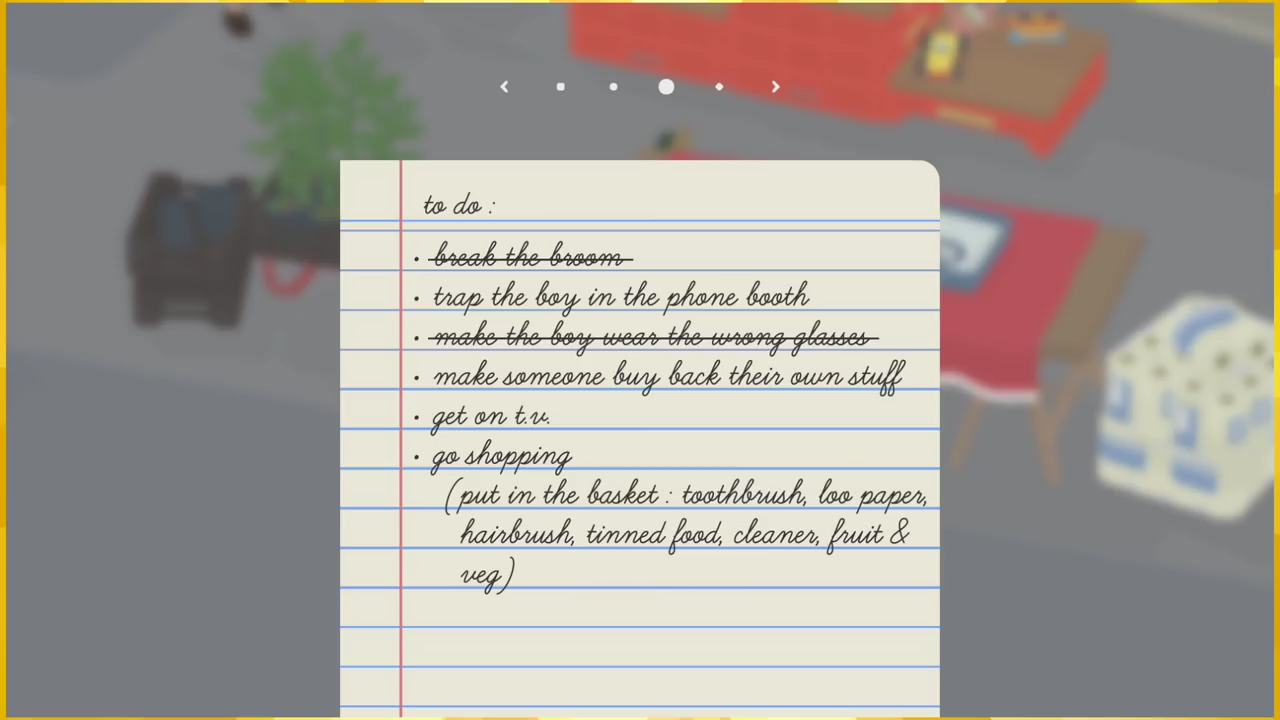 to do :
• break the broom
• trap the boy in the phone booth
• make the boy wear the wrong glasses
• make someone buy back their own stuff
• get on t.v.
• go shopping
(put in the basket : toothbrush, loo paper,
hairbrush, tinned food, cleaner, fruit &
veg)